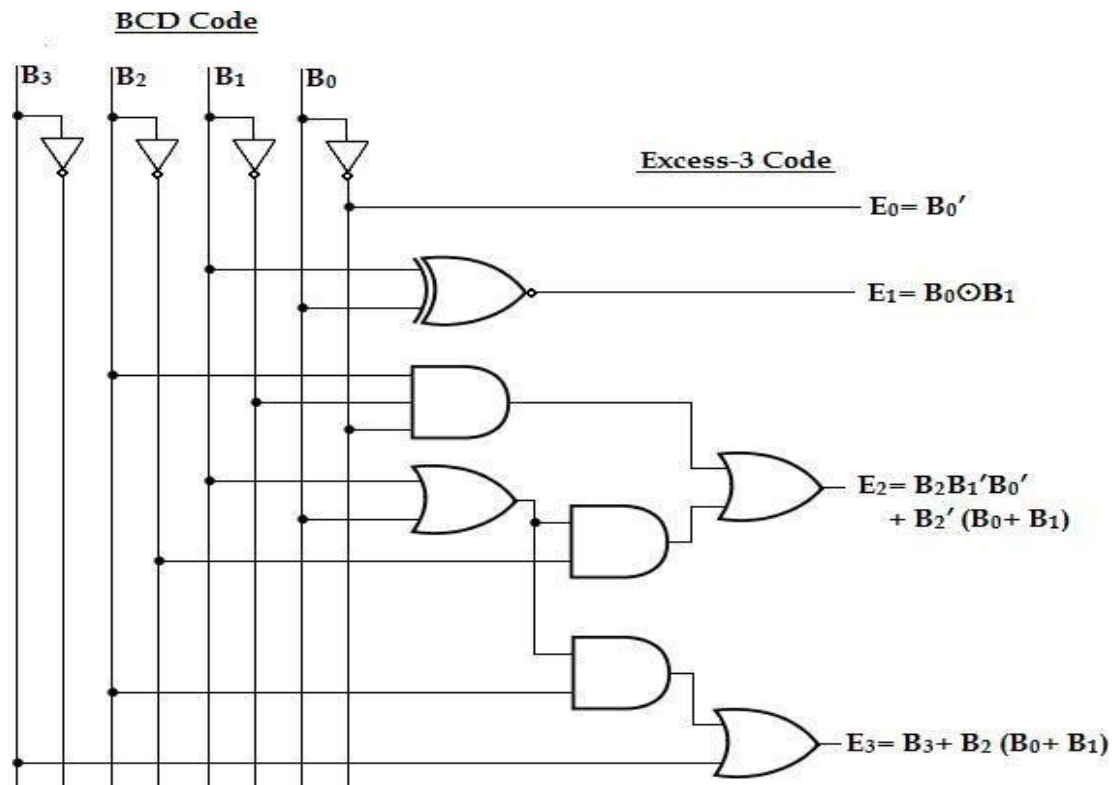 BCD Code
B₃ B₂ B₁ B₀
Excess-3 Code
E₀= B₀′
E₁= B₀⊙B₁
E₂= B₂B₁′B₀′
+ B₂′ (B₀+ B₁)
E₃= B₃+ B₂ (B₀+ B₁)